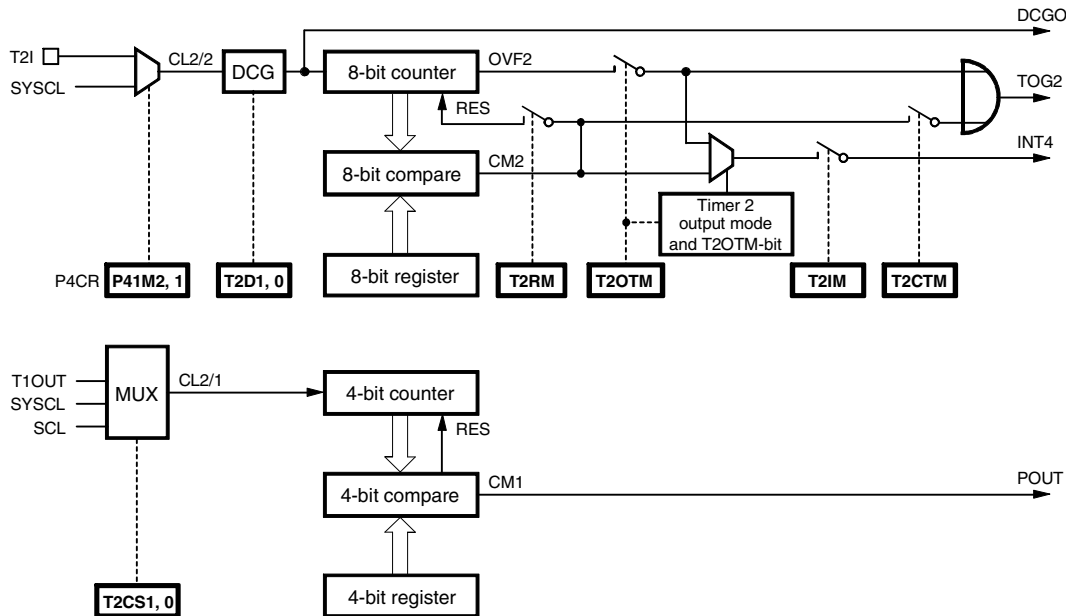 DCGO
T2I
CL2/2
DCG
8-bit counter
OVF2
TOG2
SYSCL
RES
INT4
8-bit compare
CM2
Timer 2
output mode
and T2OTM-bit
P4CR
P41M2, 1
T2D1, 0
8-bit register
T2RM
T2OTM
T2IM
T2CTM
T1OUT
SYSCL
SCL
MUX
CL2/1
4-bit counter
RES
4-bit compare
CM1
POUT
T2CS1, 0
4-bit register